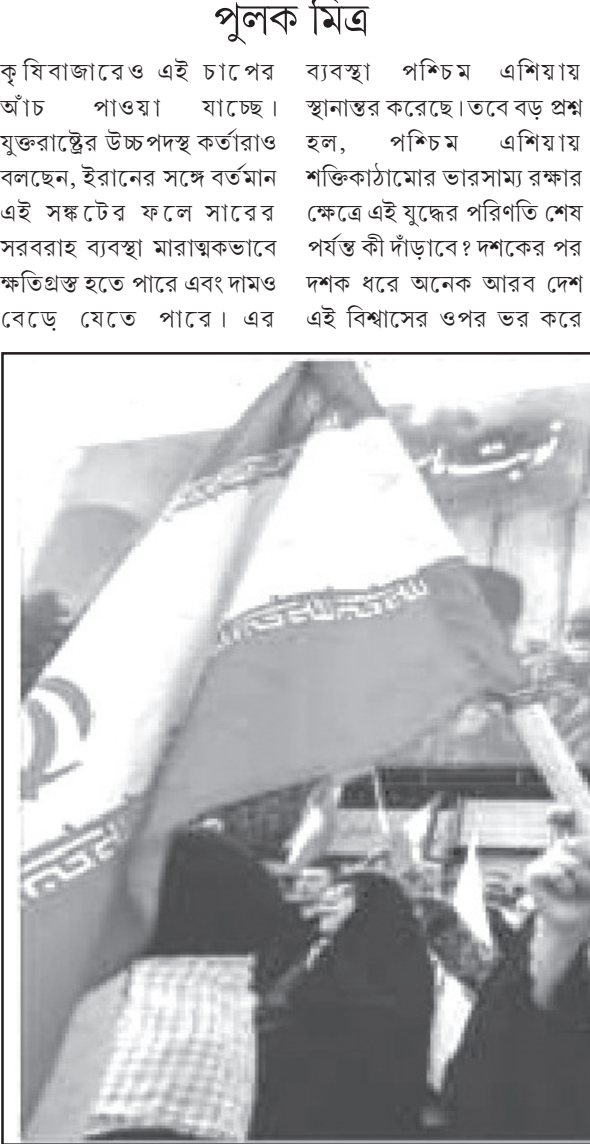 পুলক মিত্র
কৃষিবাজারেও এই চাপের
আঁচ পাওয়া যাচ্ছে।
যুক্তরাষ্ট্রের উচ্চপদস্থ কর্তারাও
বলছেন, ইরানের সঙ্গে বর্তমান
এই সঙ্কটের ফলে সারের
সরবরাহ ব্যবস্থা মারাত্মকভাবে
ক্ষতিগ্রস্ত হতে পারে এবং দামও
বেড়ে যেতে পারে। এর
ব্যবস্থা পশ্চিম এশিয়ায়
স্থানান্তর করেছে। তবে বড় প্রশ্ন
হল, পশ্চিম এশিয়ায়
শক্তিকাঠামোর ভারসাম্য রক্ষার
ক্ষেত্রে এই যুদ্ধের পরিণতি শেষ
পর্যন্ত কী দাঁড়াবে? দশকের পর
দশক ধরে অনেক আরব দেশ
এই বিশ্বাসের ওপর ভর করে